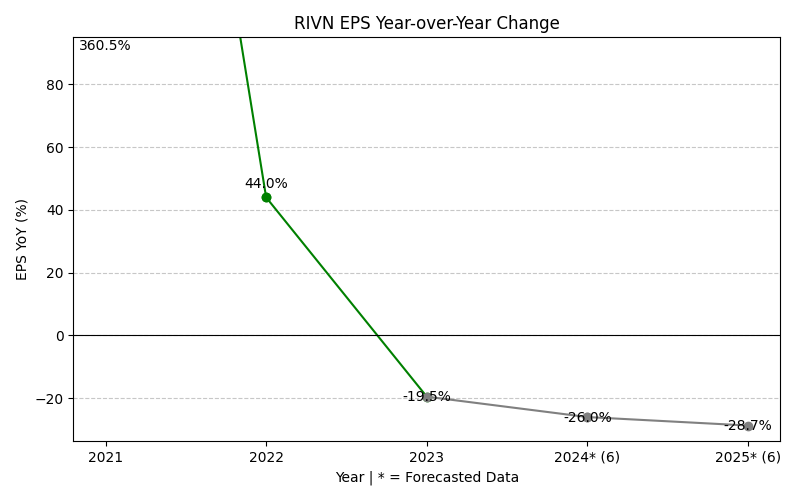 RIVN EPS Year-over-Year Change
360.5%
80
60
44.0%
40
20
0
-19.5%
−20
-26.0%
-28.7%
EPS YoY (%)
2021 2022 2023 2024* (6) 2025* (6)
Year | * = Forecasted Data